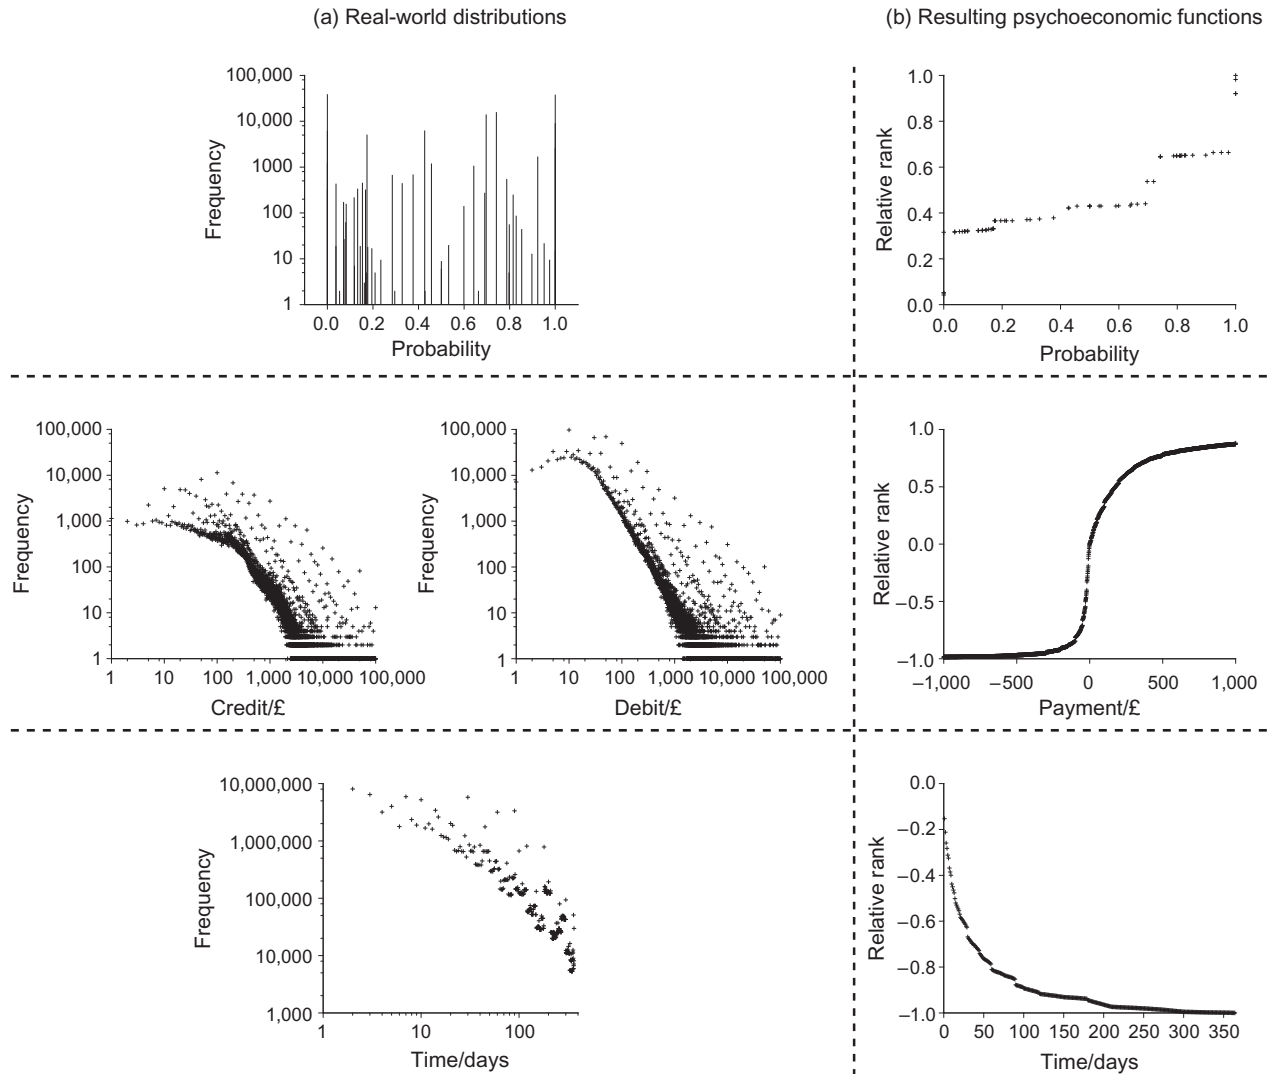 (a) Real-world distributions
(b) Resulting psychoeconomic functions
Frequency
100,000
10,000
1000
100
10
1
0.0 0.2 0.4 0.6 0.8 1.0
Probability
Relative rank
1.0
0.8
0.6
0.4
0.2
0.0
0.0 0.2 0.4 0.6 0.8 1.0
Probability
Frequency
100,000
10,000
1,000
100
10
1
1 10 100 1,000 10,000 100,000
Credit/£
Frequency
100,000
10,000
1,000
100
10
1
1 10 100 1,000 10,000 100,000
Debit/£
Relative rank
1.0
0.5
0.0
–0.5
–1.0
–1,000 –500 0 500 1,000
Payment/£
Frequency
10,000,000
1,000,000
100,000
10,000
1,000
1 10 100
Time/days
Relative rank
0.0
–0.2
–0.4
–0.6
–0.8
–1.0
0 50 100 150 200 250 300 350
Time/days